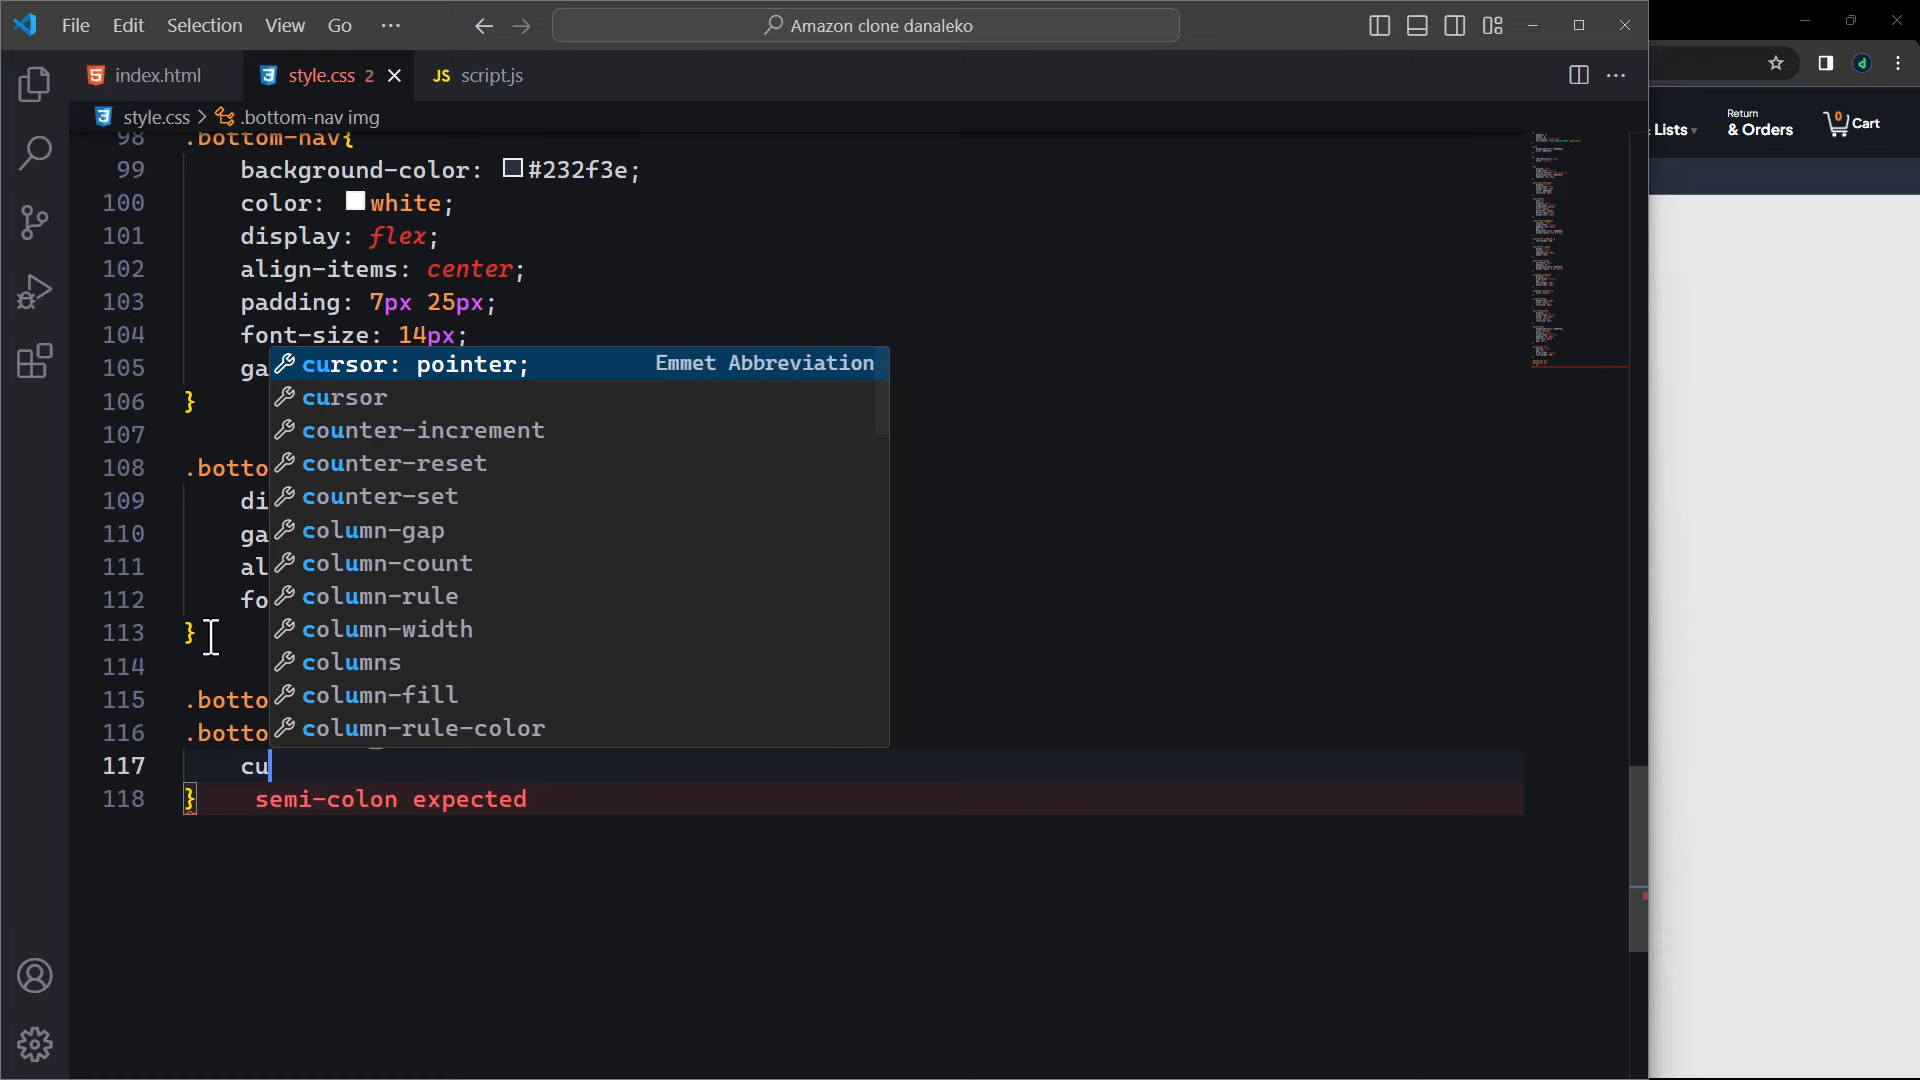 File Edit Selection View Go ··· Amazon clone danaleko
index.html style.css 2 JS script.js
style.css > .bottom-nav img
98 .bottom-nav{
99 background-color: #232f3e;
100 color: white;
101 display: flex;
102 align-items: center;
103 padding: 7px 25px;
104 font-size: 14px;
105 ga
106 }
107
108 .botto
109 di
110 ga
111 al
112 fo
113 }
114
115 .botto
116 .botto
117 cu
118 } semi-colon expected
cursor: pointer; Emmet Abbreviation
cursor
counter-increment
counter-reset
counter-set
column-gap
column-count
column-rule
column-width
columns
column-fill
column-rule-color
d
Lists
Return
& Orders
0
Cart